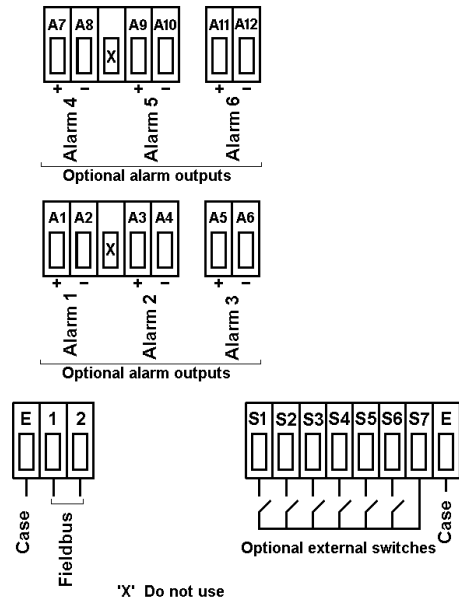 A7 A8 X A9 A10 A11 A12
+ − + − + −
Alarm 4 Alarm 5 Alarm 6
Optional alarm outputs
A1 A2 X A3 A4 A5 A6
+ − + − + −
Alarm 1 Alarm 2 Alarm 3
Optional alarm outputs
E 1 2
Case Fieldbus
S1 S2 S3 S4 S5 S6 S7 E
Case
Optional external switches
'X' Do not use